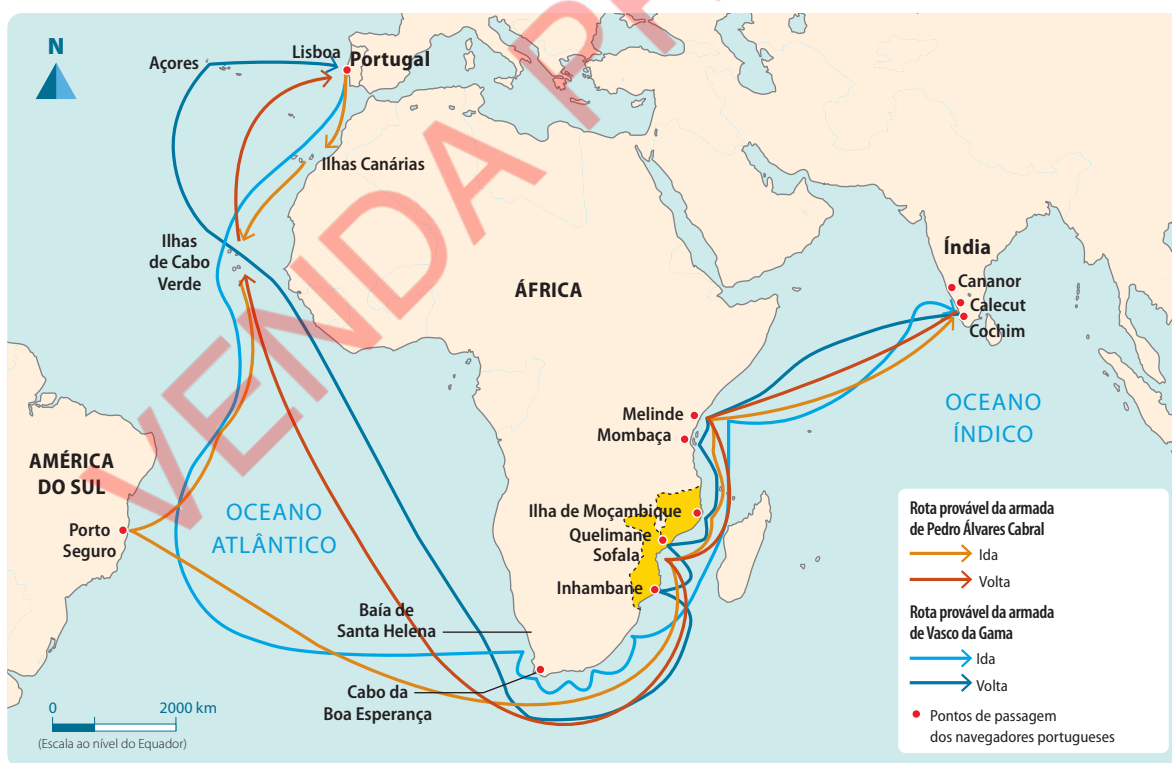 VENDA PR
N
Açores
Lisboa
Portugal
Ilhas Canárias
Ilhas
de Cabo
Verde
ÁFRICA
Índia
Cananor
Calecut
Cochim
Melinde
Mombaça
OCEANO
ÍNDICO
AMÉRICA
DO SUL
Porto
Seguro
OCEANO
ATLÂNTICO
Ilha de Moçambique
Quelimane
Sofala
Inhambane
Baía de
Santa Helena
Cabo da
Boa Esperança
0 2000 km
(Escala ao nível do Equador)
Rota provável da armada
de Pedro Álvares Cabral
Ida
Volta
Rota provável da armada
de Vasco da Gama
Ida
Volta
Pontos de passagem
dos navegadores portugueses